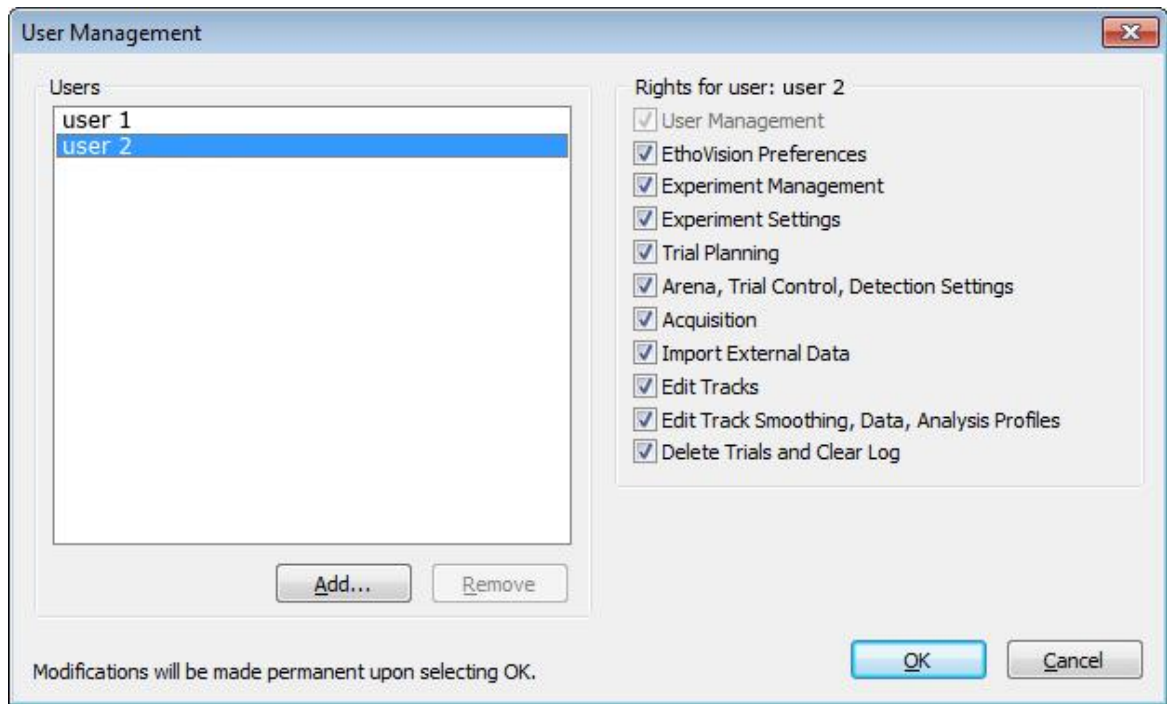 User Management
Users
user 1
user 2
Add...
Remove
Rights for user: user 2
User Management
EthoVision Preferences
Experiment Management
Experiment Settings
Trial Planning
Arena, Trial Control, Detection Settings
Acquisition
Import External Data
Edit Tracks
Edit Track Smoothing, Data, Analysis Profiles
Delete Trials and Clear Log
Modifications will be made permanent upon selecting OK.
OK
Cancel